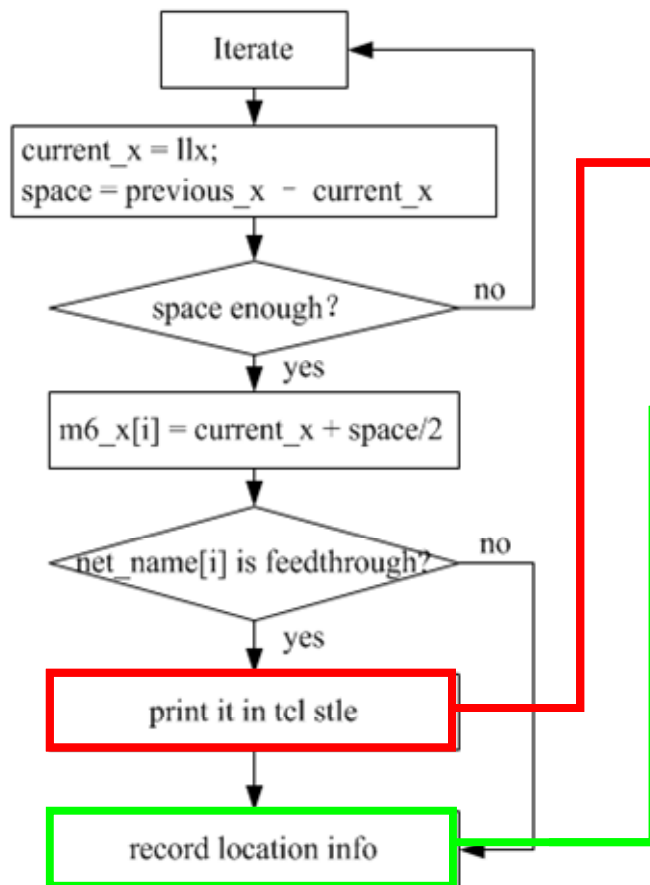 Iterate
current_x = llx;
space = previous_x - current_x
space enough?
no
yes
m6_x[i] = current_x + space/2
net_name[i] is feedthrough?
no
yes
print it in tcl stle
record location info